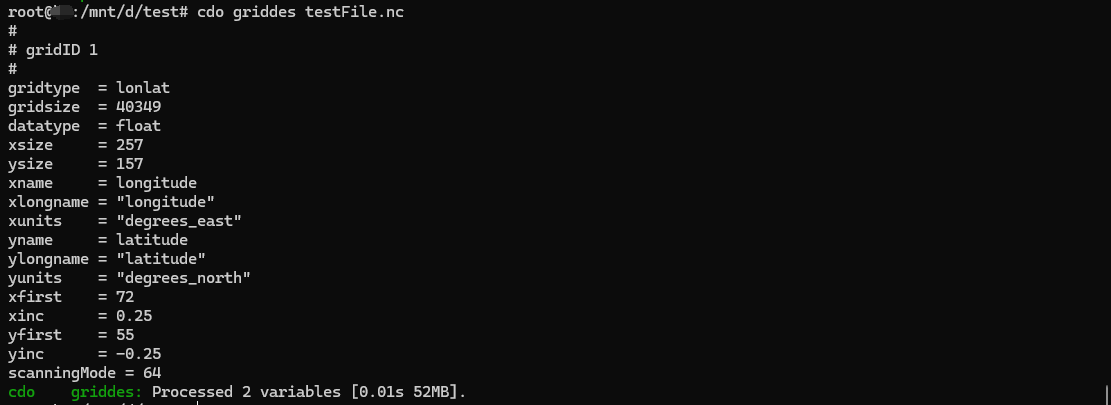 root@:/mnt/d/test# cdo griddes testFile.nc
#
# gridID 1
#
gridtype  = lonlat
gridsize  = 40349
datatype  = float
xsize     = 257
ysize     = 157
xname     = longitude
xlongname = "longitude"
xunits    = "degrees_east"
yname     = latitude
ylongname = "latitude"
yunits    = "degrees_north"
xfirst    = 72
xinc      = 0.25
yfirst    = 55
yinc      = -0.25
scanningMode = 64
cdo    griddes: Processed 2 variables [0.01s 52MB].